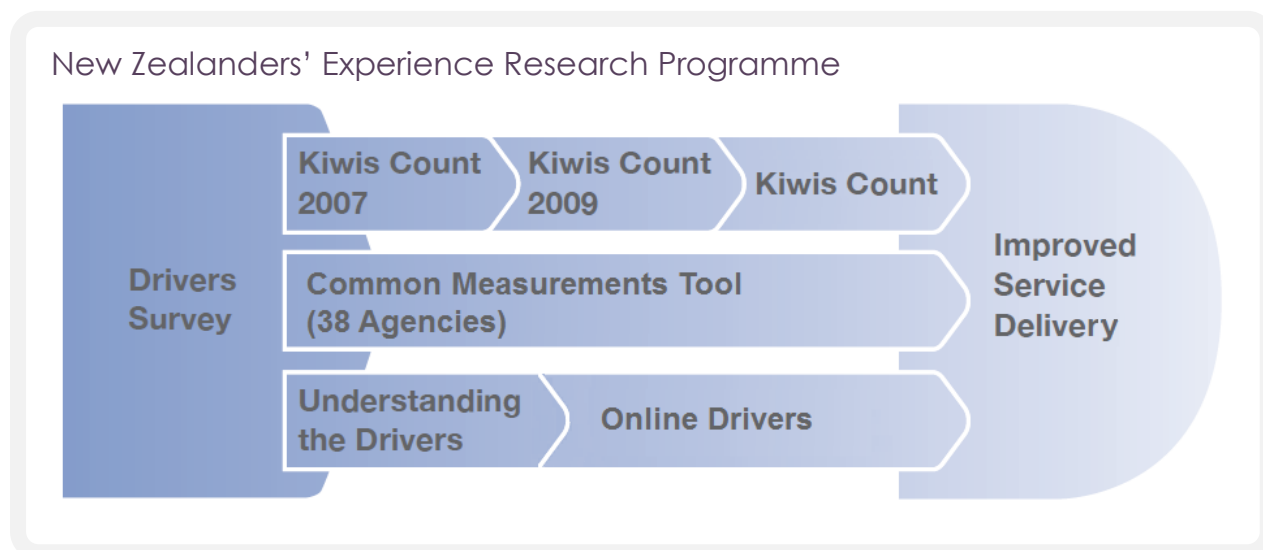 New Zealanders’ Experience Research Programme
Drivers
Survey
Kiwis Count
2007
Kiwis Count
2009
Kiwis Count
Common Measurements Tool
(38 Agencies)
Understanding
the Drivers
Online Drivers
Improved
Service
Delivery